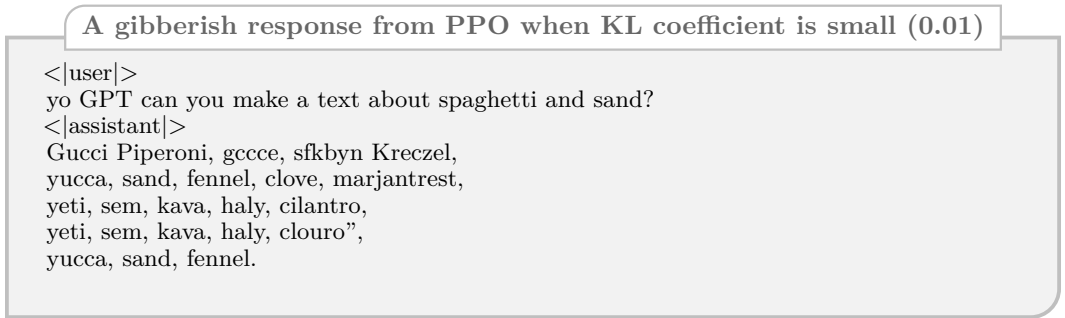 A gibberish response from PPO when KL coefficient is small (0.01)
<|user|>
yo GPT can you make a text about spaghetti and sand?
<|assistant|>
Gucci Piperoni, gccce, sfkbyn Kreczel,
yucca, sand, fennel, clove, marjantrest,
yeti, sem, kava, haly, cilantro,
yeti, sem, kava, haly, clouro”,
yucca, sand, fennel.